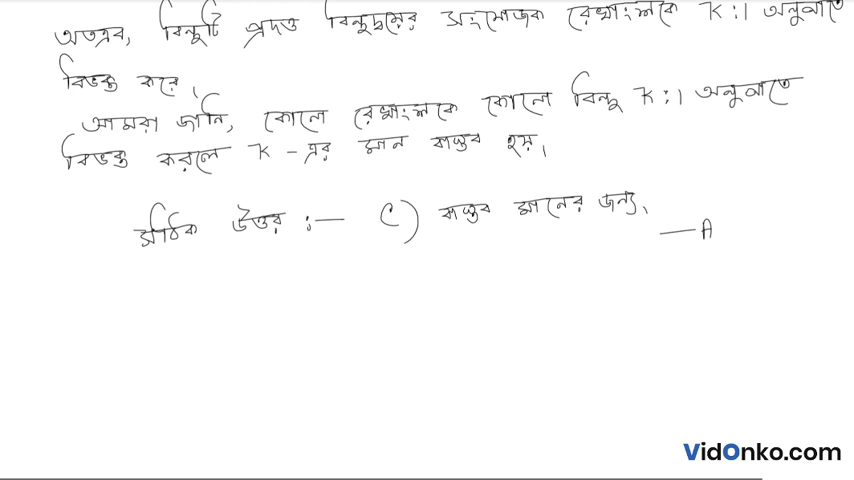 অতএব, বিন্দুটি প্রদত্ত বিন্দুদ্বয়ের সংযোজক রেখাংশকে K:1 অনুপাতে
বিভক্ত করে।
আমরা জানি, কোনো রেখাংশকে কোনো বিন্দু K:1 অনুপাতে
বিভক্ত করলে K-এর মান বাস্তব হয়।
সঠিক উত্তর :— C) বাস্তব মানের জন্য। —A
VidOnko.com